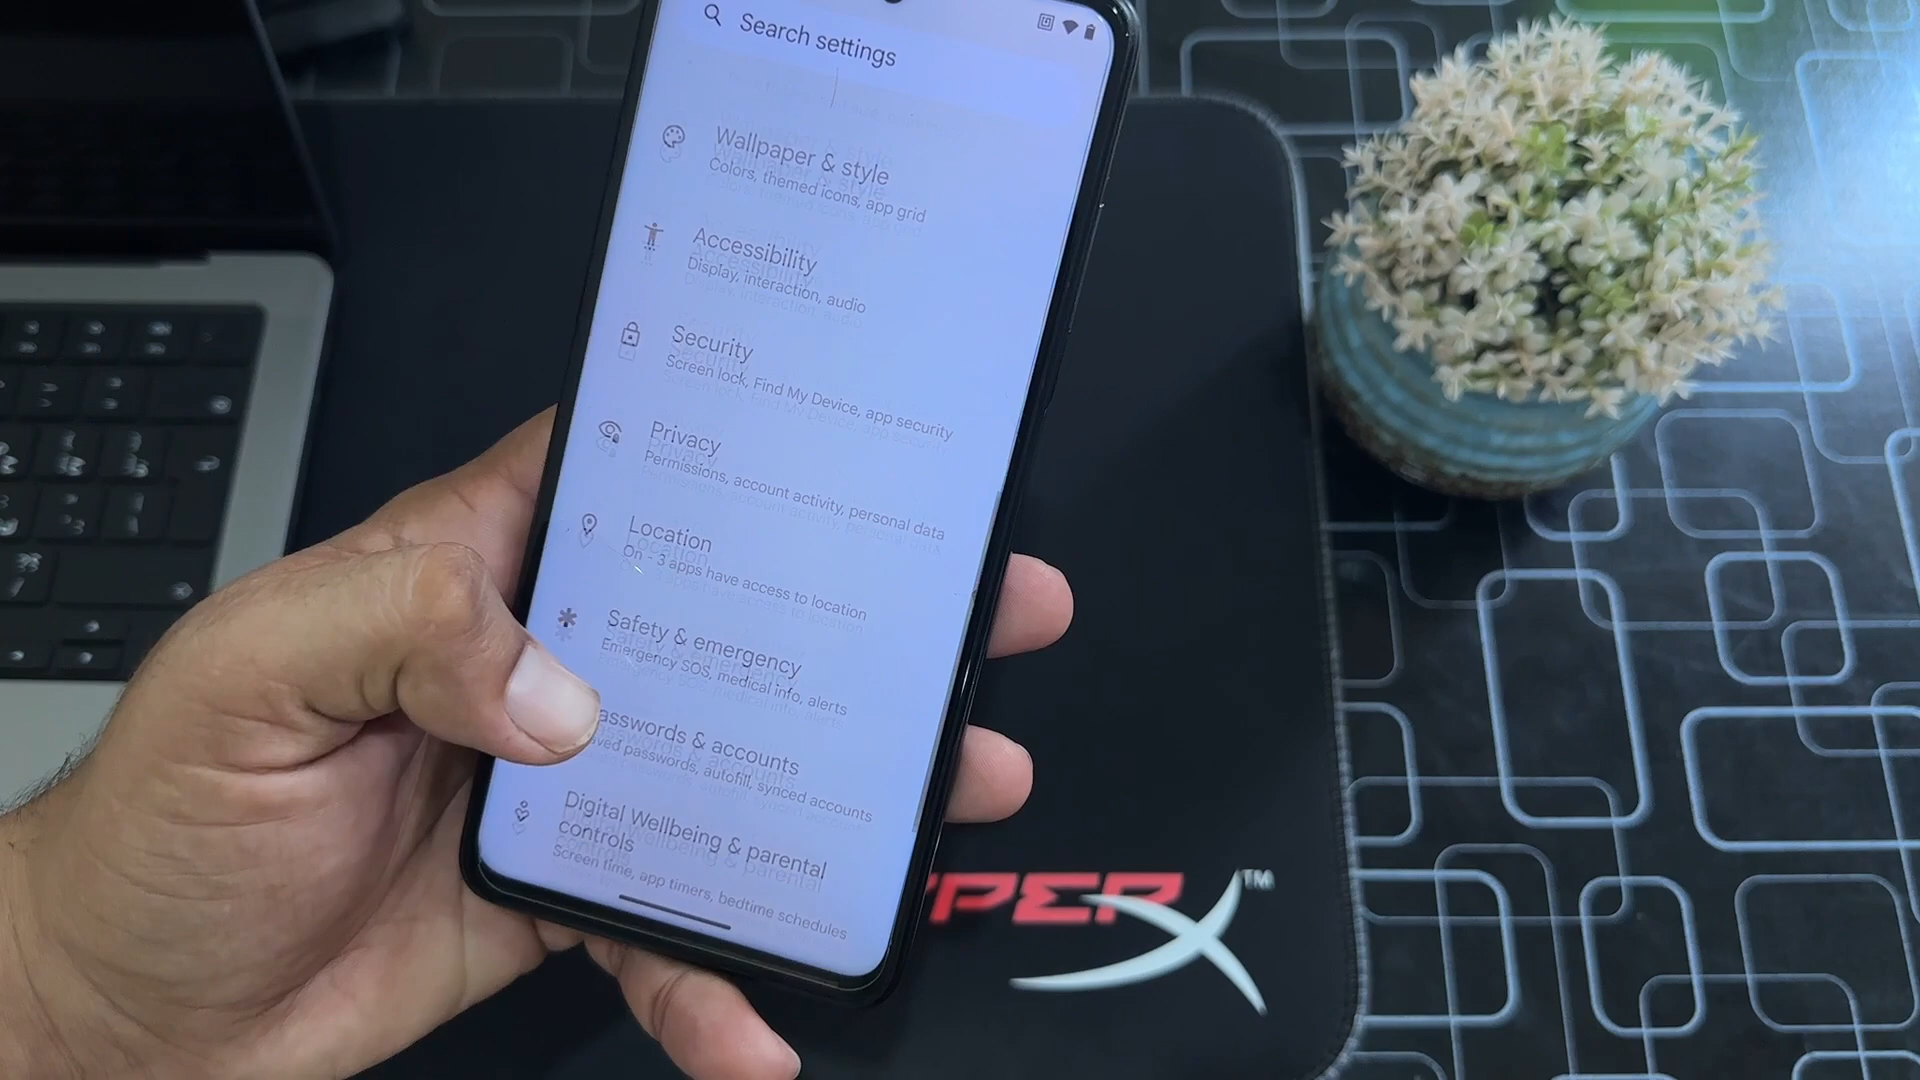 Search settings
Wallpaper & style
Colors, themed icons, app grid
Accessibility
Display, interaction, audio
Security
Screen lock, Find My Device, app security
Privacy
Permissions, account activity, personal data
Location
On - 3 apps have access to location
Safety & emergency
Emergency SOS, medical info, alerts
asswords & accounts
aved passwords, autofill, synced accounts
Digital Wellbeing & parental
controls
Screen time, app timers, bedtime schedules
YPERX™